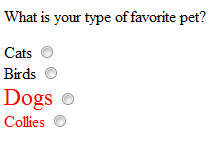 What is your type of favorite pet?
Cats
Birds
Dogs
Collies